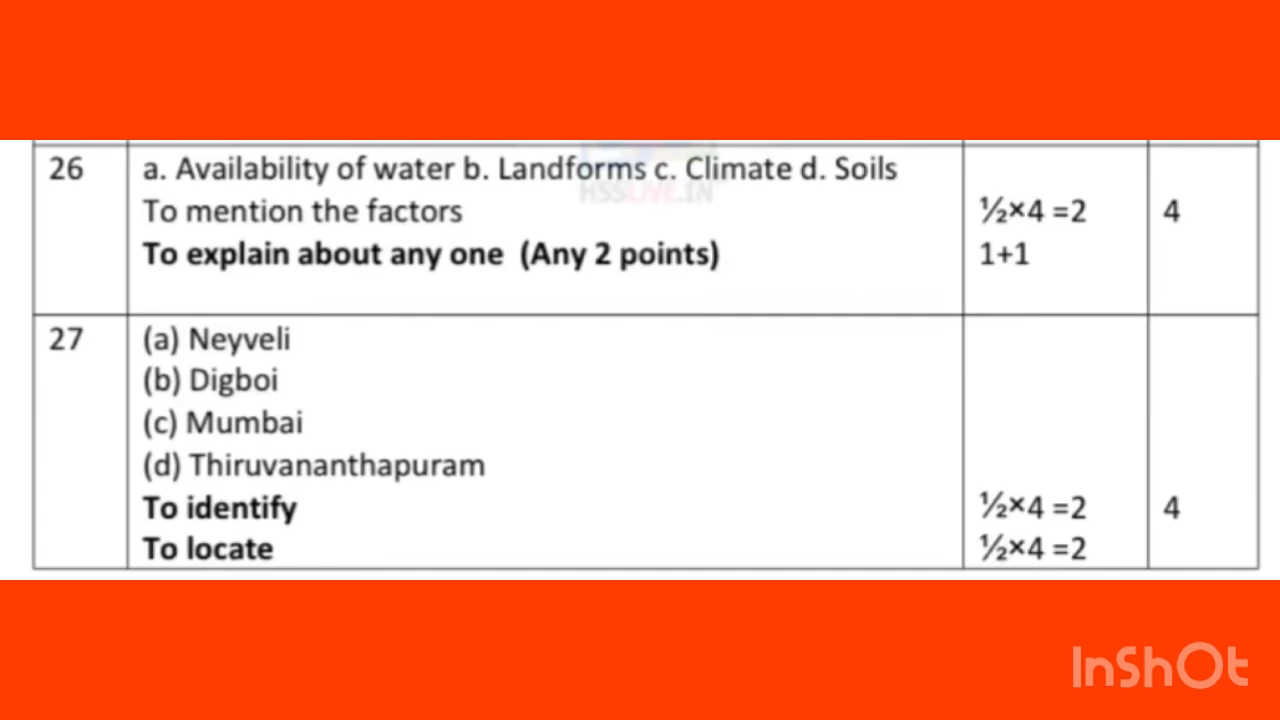 26 a. Availability of water b. Landforms c. Climate d. Soils
HSSLIVE.IN
To mention the factors ½×4 =2 4
To explain about any one (Any 2 points) 1+1
27 (a) Neyveli
(b) Digboi
(c) Mumbai
(d) Thiruvananthapuram
To identify ½×4 =2 4
To locate ½×4 =2
InShOt